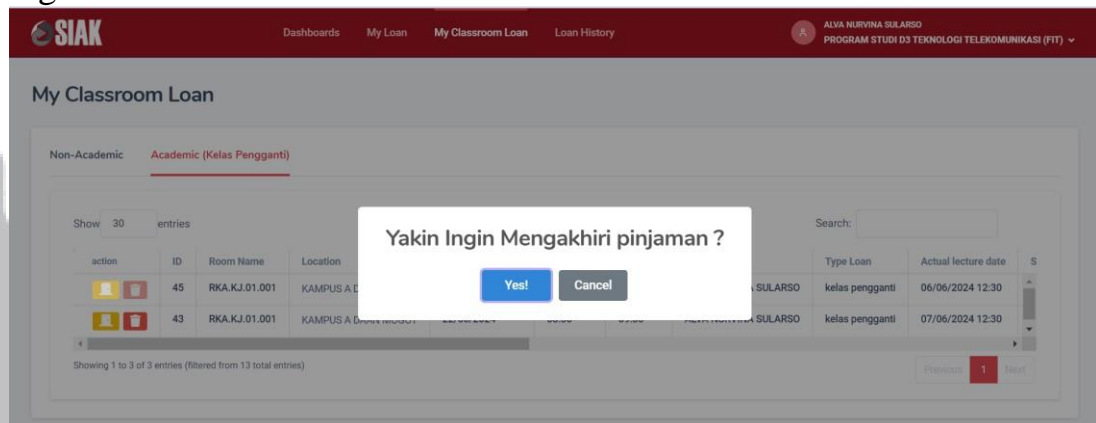 SIAK
Dashboards My Loan My Classroom Loan Loan History
ALVA NURVINA SULARSO
PROGRAM STUDI D3 TEKNOLOGI TELEKOMUNIKASI (FIT)
My Classroom Loan
Non-Academic Academic (Kelas Pengganti)
Show 30 entries Search:
Yakin Ingin Mengakhiri pinjaman ?
Yes! Cancel
action ID Room Name Location Type Loan Actual lecture date S
45 RKA.KJ.01.001 KAMPUS A D SULARSO kelas pengganti 06/06/2024 12:30
43 RKA.KJ.01.001 KAMPUS A SULARSO kelas pengganti 07/06/2024 12:30
Showing 1 to 3 of 3 entries (filtered from 13 total entries)
Previous 1 Next